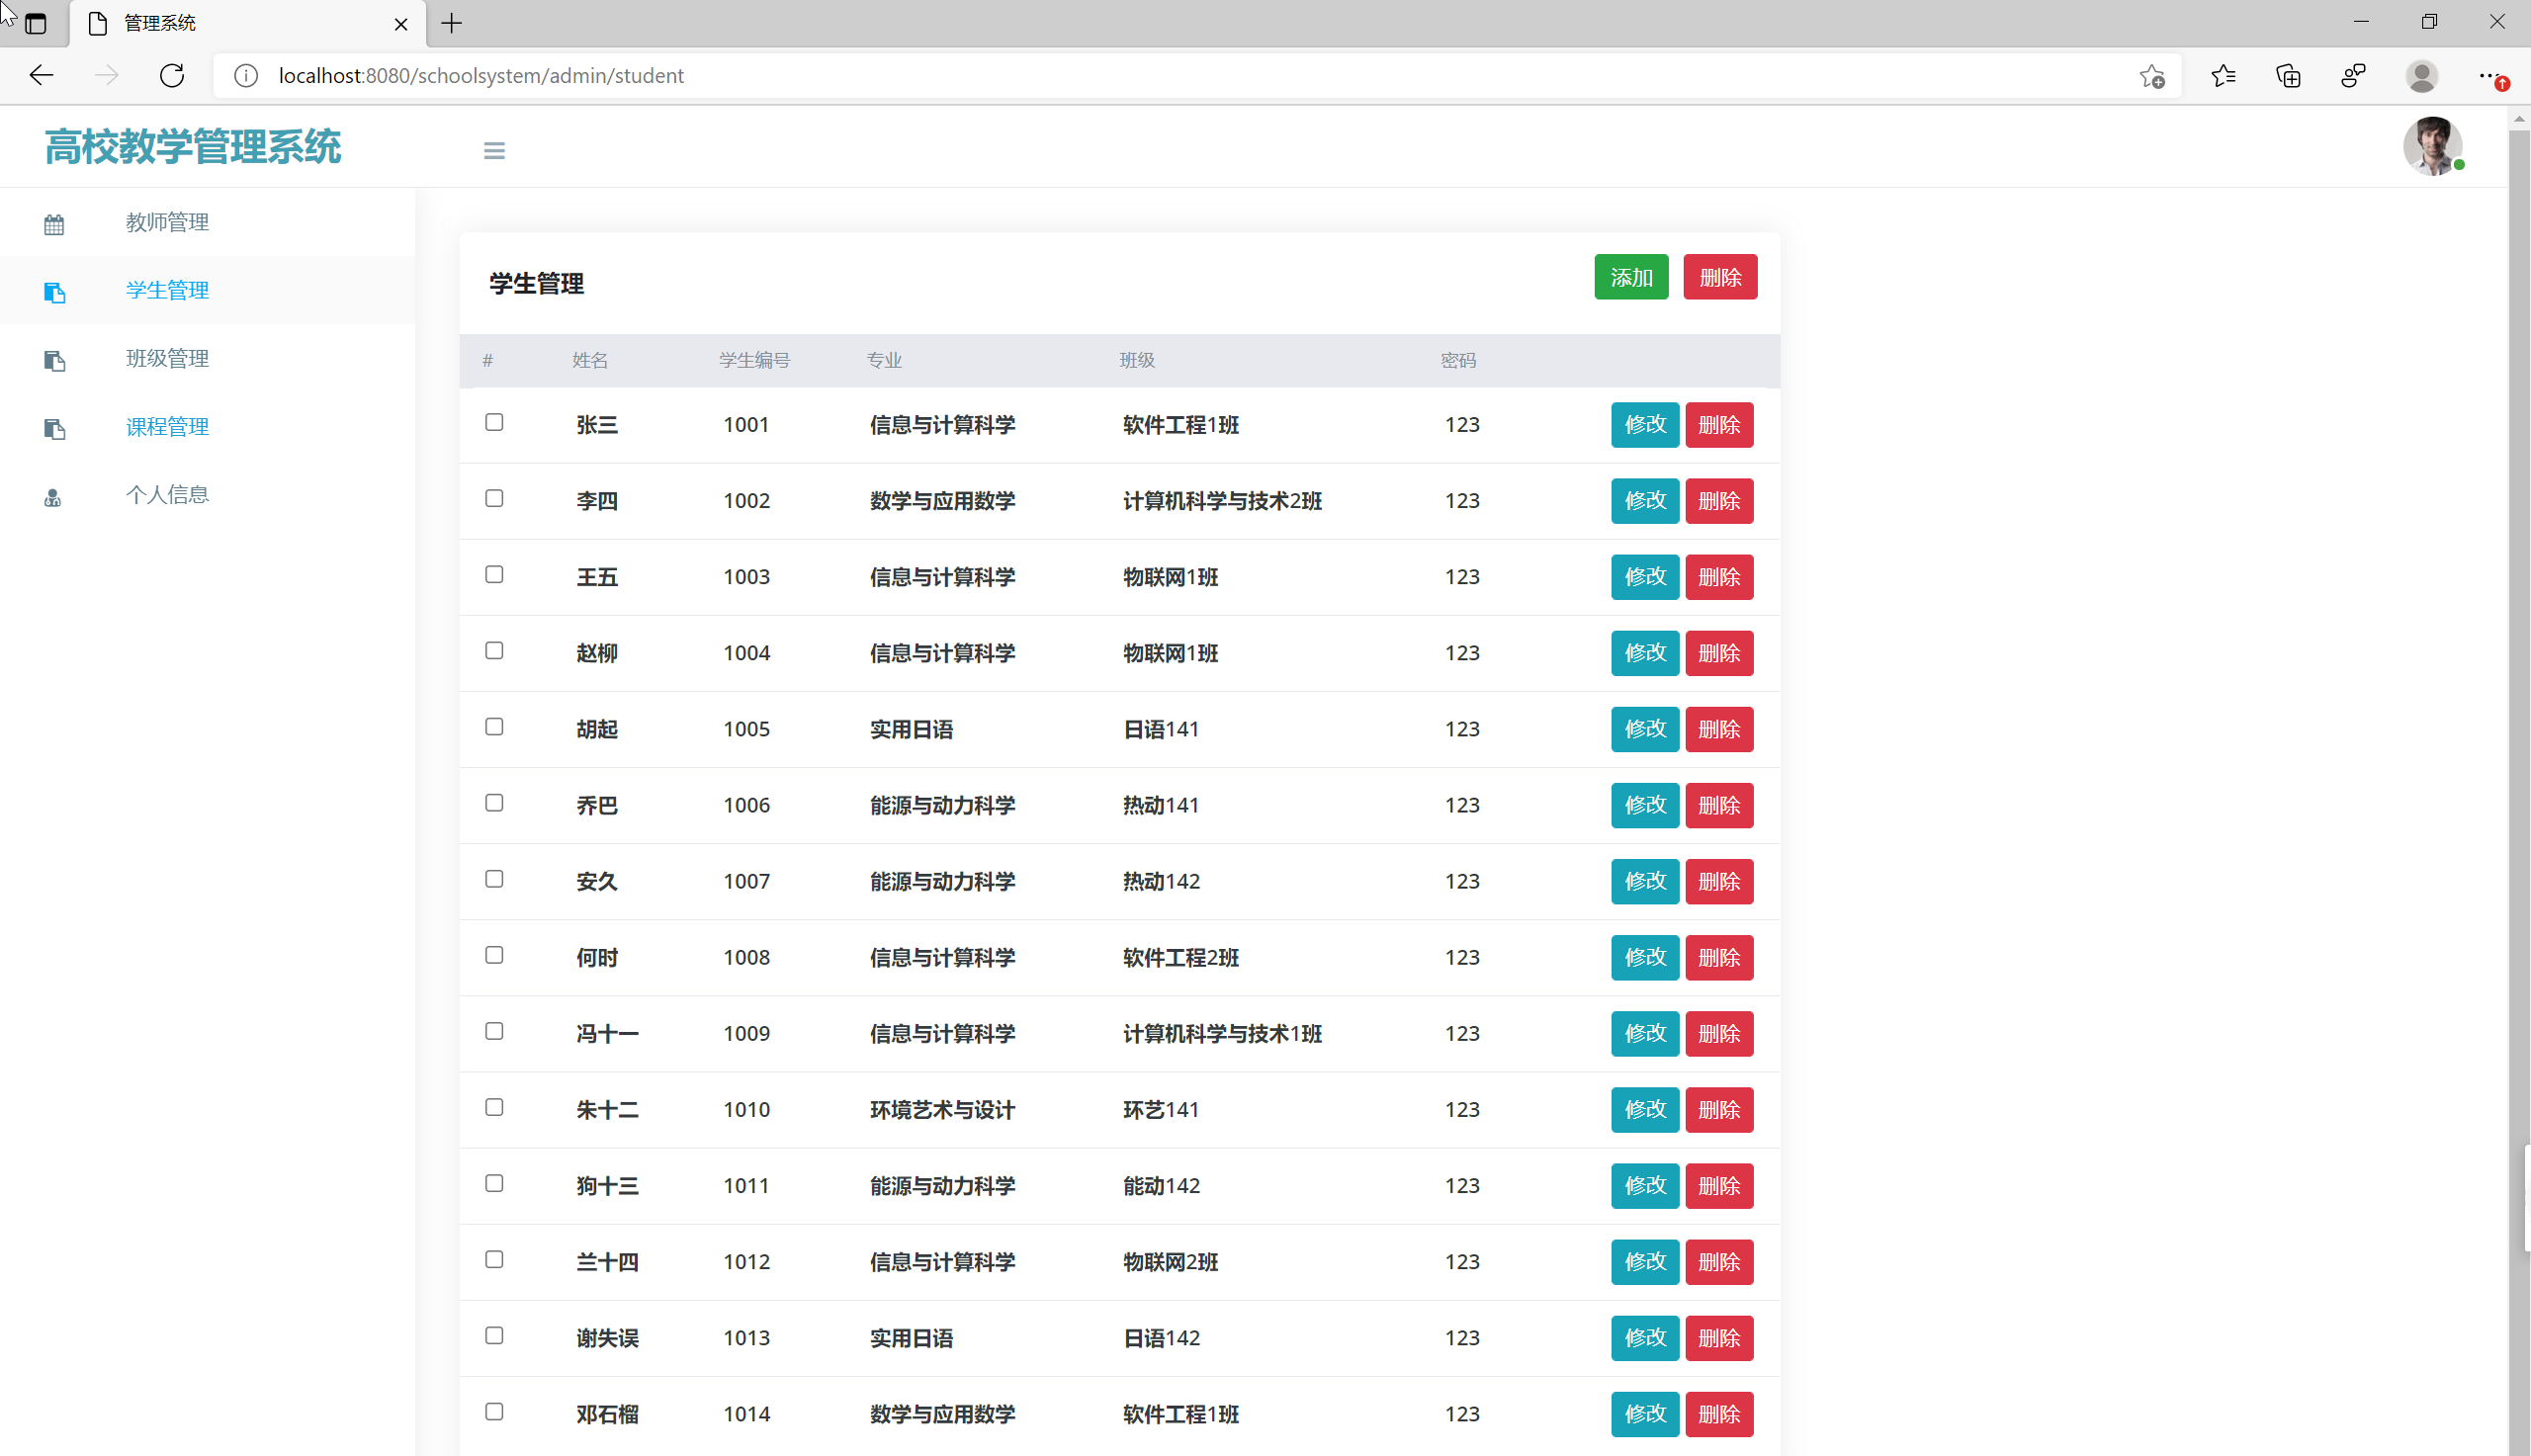 管理系统
localhost:8080/schoolsystem/admin/student
高校教学管理系统
教师管理
学生管理
班级管理
课程管理
个人信息
学生管理 添加 删除
# 姓名 学生编号 专业 班级 密码
张三 1001 信息与计算科学 软件工程1班 123 修改 删除
李四 1002 数学与应用数学 计算机科学与技术2班 123 修改 删除
王五 1003 信息与计算科学 物联网1班 123 修改 删除
赵柳 1004 信息与计算科学 物联网1班 123 修改 删除
胡起 1005 实用日语 日语141 123 修改 删除
乔巴 1006 能源与动力科学 热动141 123 修改 删除
安久 1007 能源与动力科学 热动142 123 修改 删除
何时 1008 信息与计算科学 软件工程2班 123 修改 删除
冯十一 1009 信息与计算科学 计算机科学与技术1班 123 修改 删除
朱十二 1010 环境艺术与设计 环艺141 123 修改 删除
狗十三 1011 能源与动力科学 能动142 123 修改 删除
兰十四 1012 信息与计算科学 物联网2班 123 修改 删除
谢失误 1013 实用日语 日语142 123 修改 删除
邓石榴 1014 数学与应用数学 软件工程1班 123 修改 删除